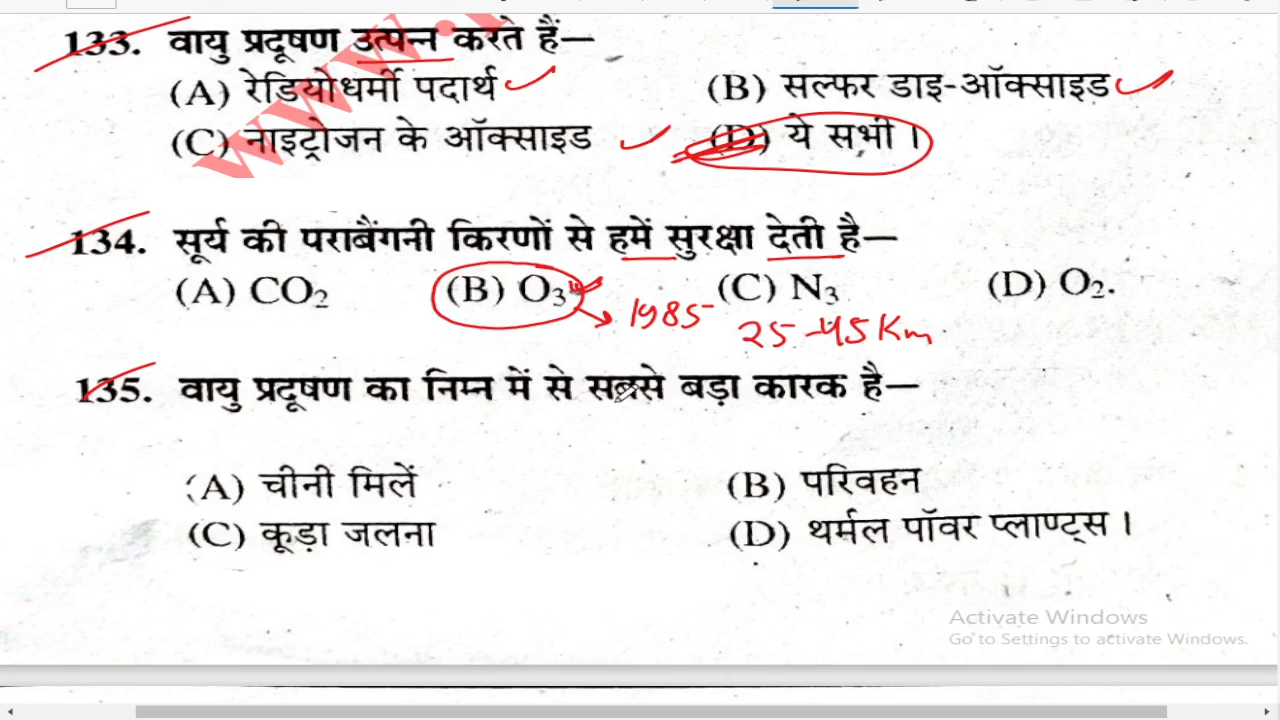 133. वायु प्रदूषण उत्पन्न करते हैं—
(A) रेडियोधर्मी पदार्थ (B) सल्फर डाइ-ऑक्साइड
(C) नाइट्रोजन के ऑक्साइड (D) ये सभी ।
www.
134. सूर्य की पराबैंगनी किरणों से हमें सुरक्षा देती है—
(A) CO₂ (B) O₃ (C) N₃ (D) O₂.
1985 25-45 Km
135. वायु प्रदूषण का निम्न में से सबसे बड़ा कारक है—
(A) चीनी मिलें (B) परिवहन
(C) कूड़ा जलना (D) थर्मल पॉवर प्लाण्ट्स ।
Activate Windows
Go to Settings to activate Windows.